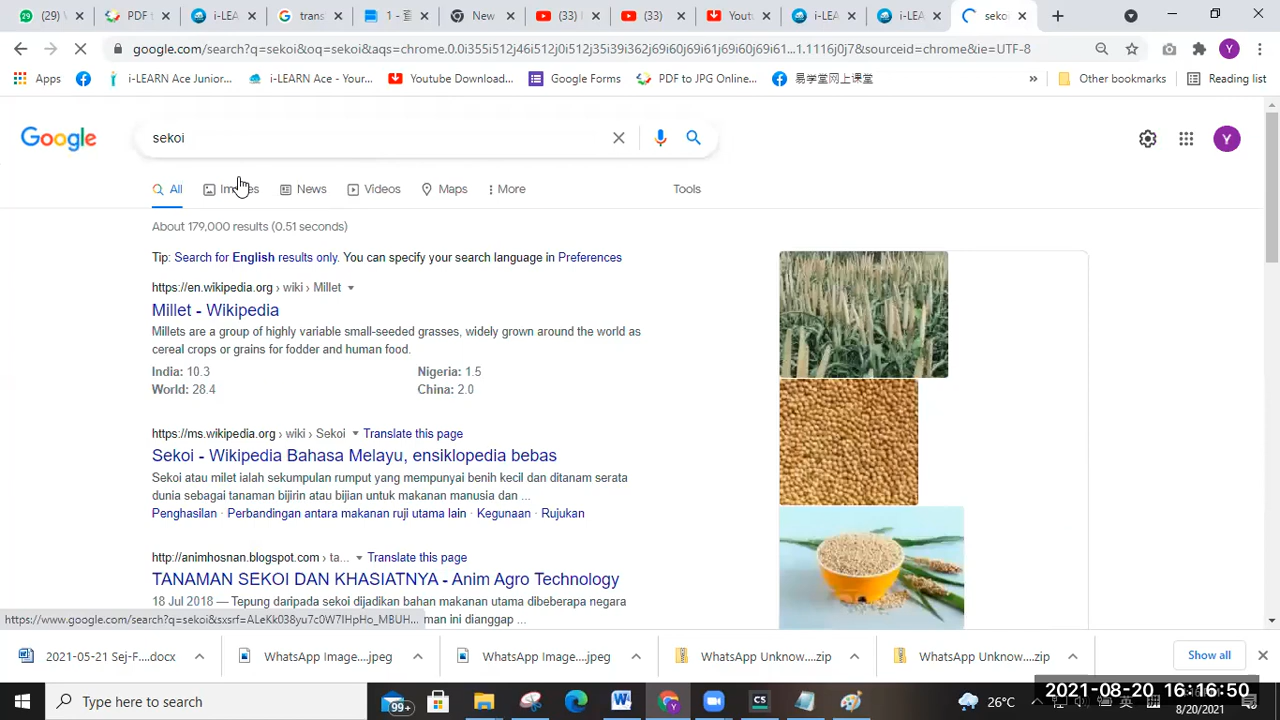 (29)
PDF t
i-LEA
trans
1 - 
New
(33) I
(33)
Youtu
i-LEA
i-LEA
sekoi
google.com/search?q=sekoi&oq=sekoi&aqs=chrome.0.0i355i512j46i512j0i512j35i39i362j69i60j69i61j69i60j69i61...1.1116j0j7&sourceid=chrome&ie=UTF-8
Y
Apps
i-LEARN Ace Junior...
i-LEARN Ace - Your...
Youtube Download...
Google Forms
PDF to JPG Online...
易学堂网上课堂
»
Other bookmarks
Reading list
Google
sekoi
Y
All
Images
News
Videos
Maps
More
Tools
About 179,000 results (0.51 seconds)
Tip: Search for English results only. You can specify your search language in Preferences
https://en.wikipedia.org › wiki › Millet
Millet - Wikipedia
Millets are a group of highly variable small-seeded grasses, widely grown around the world as
cereal crops or grains for fodder and human food.
India: 10.3 Nigeria: 1.5
World: 28.4 China: 2.0
https://ms.wikipedia.org › wiki › Sekoi Translate this page
Sekoi - Wikipedia Bahasa Melayu, ensiklopedia bebas
Sekoi atau milet ialah sekumpulan rumput yang mempunyai benih kecil dan ditanam serata
dunia sebagai tanaman bijirin atau bijian untuk makanan manusia dan ...
Penghasilan · Perbandingan antara makanan ruji utama lain · Kegunaan · Rujukan
http://animhosnan.blogspot.com › ta... Translate this page
TANAMAN SEKOI DAN KHASIATNYA - Anim Agro Technology
18 Jul 2018 — Tepung daripada sekoi dijadikan bahan makanan utama dibeberapa negara
man ini dianggap ...
https://www.google.com/search?q=sekoi&sxsrf=ALeKk038yu7c0W7IHpHo_MBUH...
2021-05-21 Sej-F....docx
WhatsApp Image....jpeg
WhatsApp Image....jpeg
WhatsApp Unknow....zip
WhatsApp Unknow....zip
Show all
Type here to search
99+
CS
26°C
英
拼
2021-08-20 16:16:50
8/20/2021